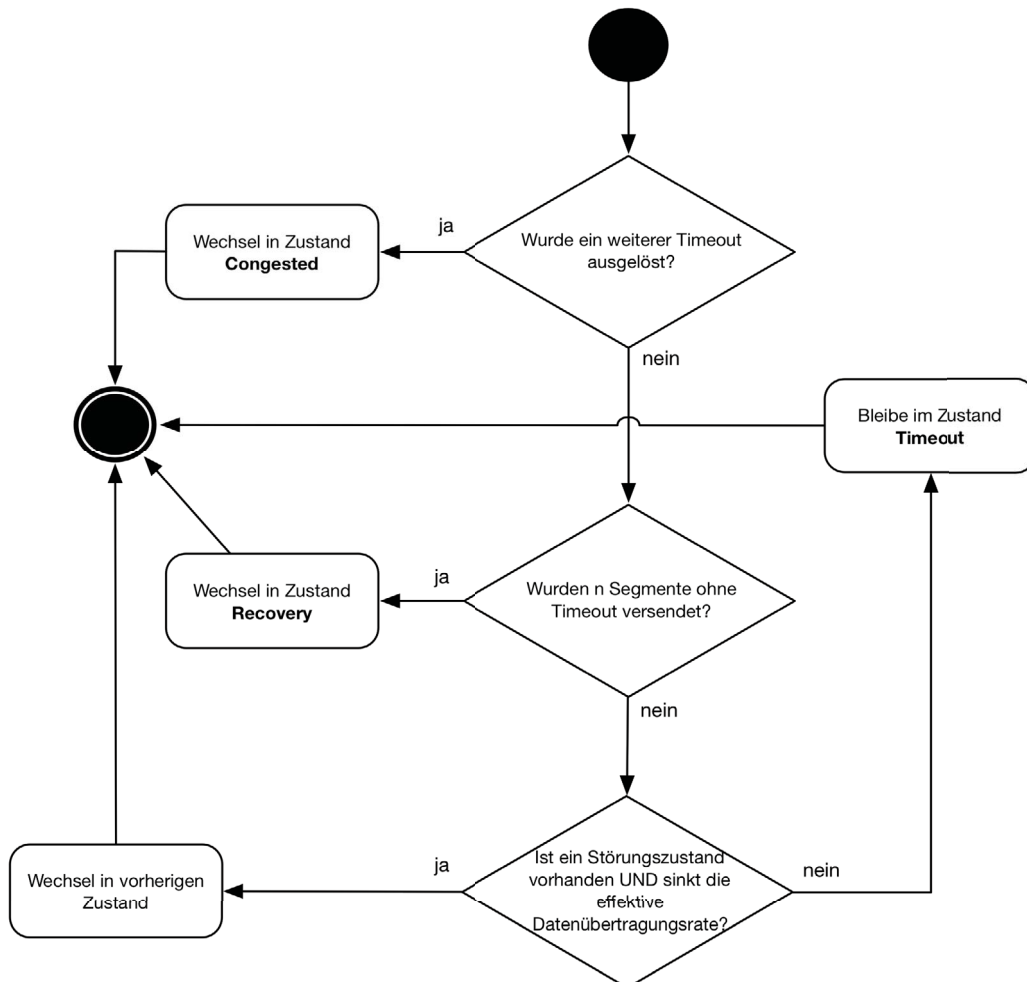 Wurde ein weiterer Timeout
ausgelöst?
ja
Wechsel in Zustand
Congested
nein
Bleibe im Zustand
Timeout
Wurden n Segmente ohne
Timeout versendet?
ja
Wechsel in Zustand
Recovery
nein
Ist ein Störungszustand
vorhanden UND sinkt die
effektive
Datenübertragungsrate?
ja
nein
Wechsel in vorherigen
Zustand